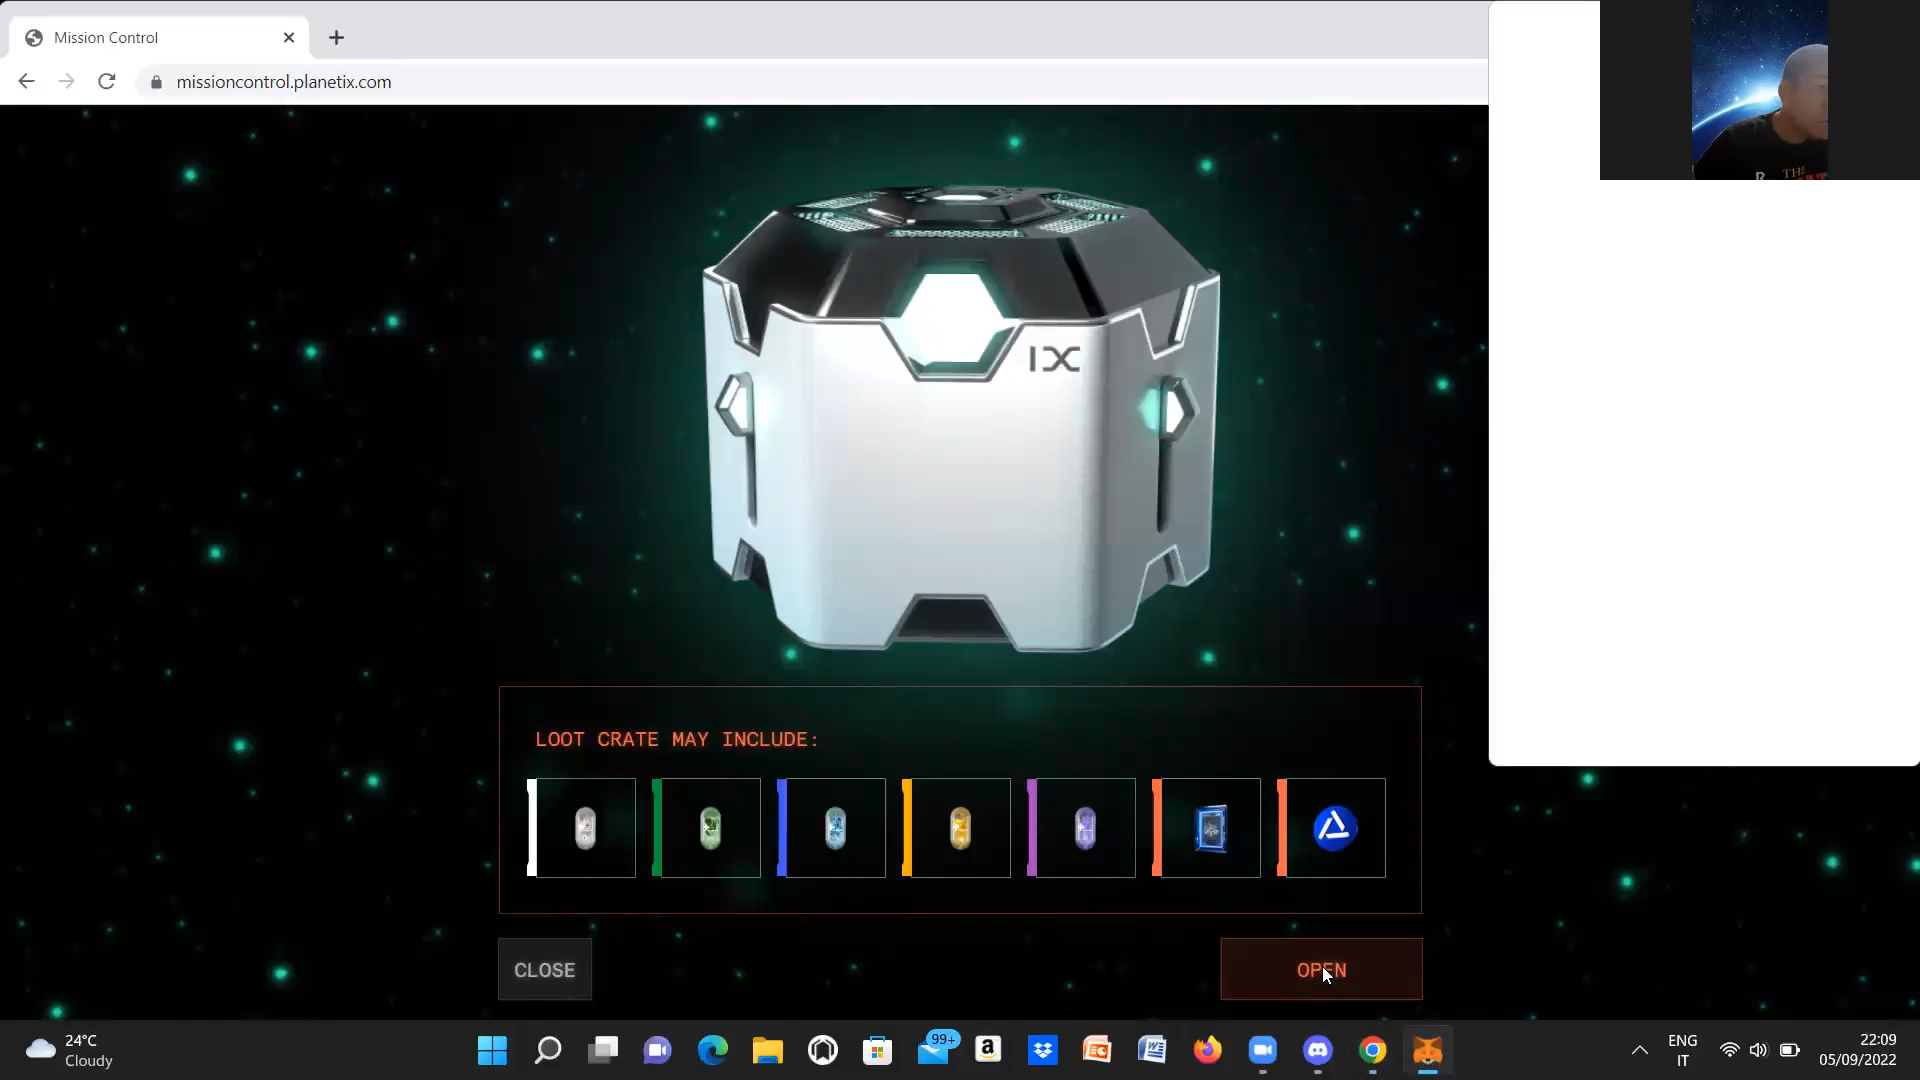 Mission Control
missioncontrol.planetix.com
THE
R
IX
LOOT CRATE MAY INCLUDE:
CLOSE
OPEN
24°C
Cloudy
99+
a
ENG
IT
22:09
05/09/2022